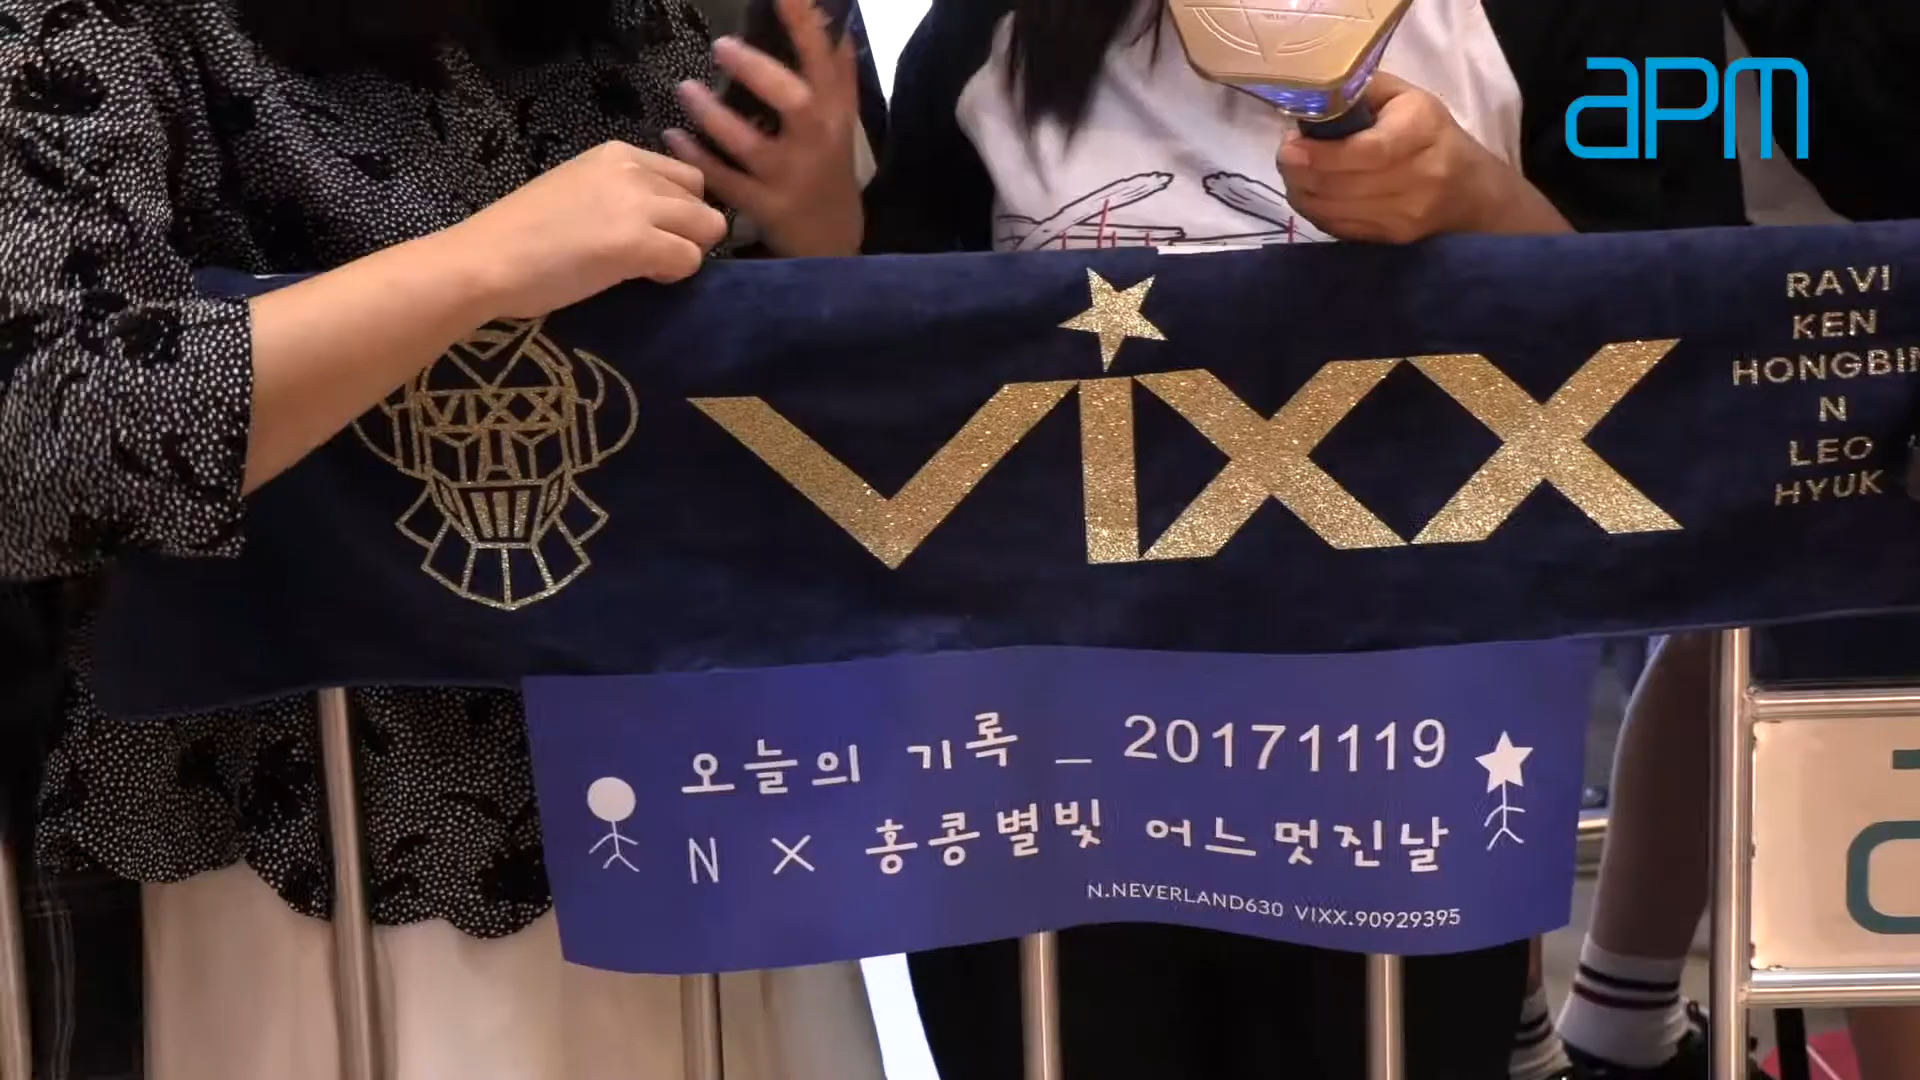 apm
VIXX
ViXX
RAVI
KEN
HONGBIN
N
LEO
HYUK
오늘의 기록 _ 20171119
N X 홍콩별빛 어느멋진날
N.NEVERLAND630 VIXX.90929395